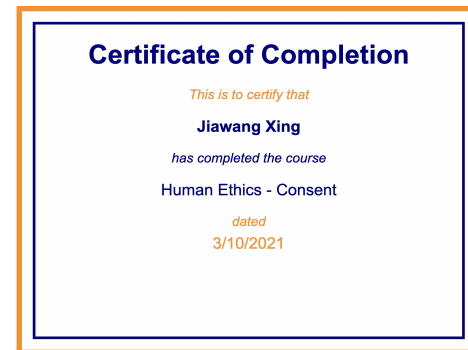 Certificate of Completion
This is to certify that
Jiawang Xing
has completed the course
Human Ethics - Consent
dated
3/10/2021